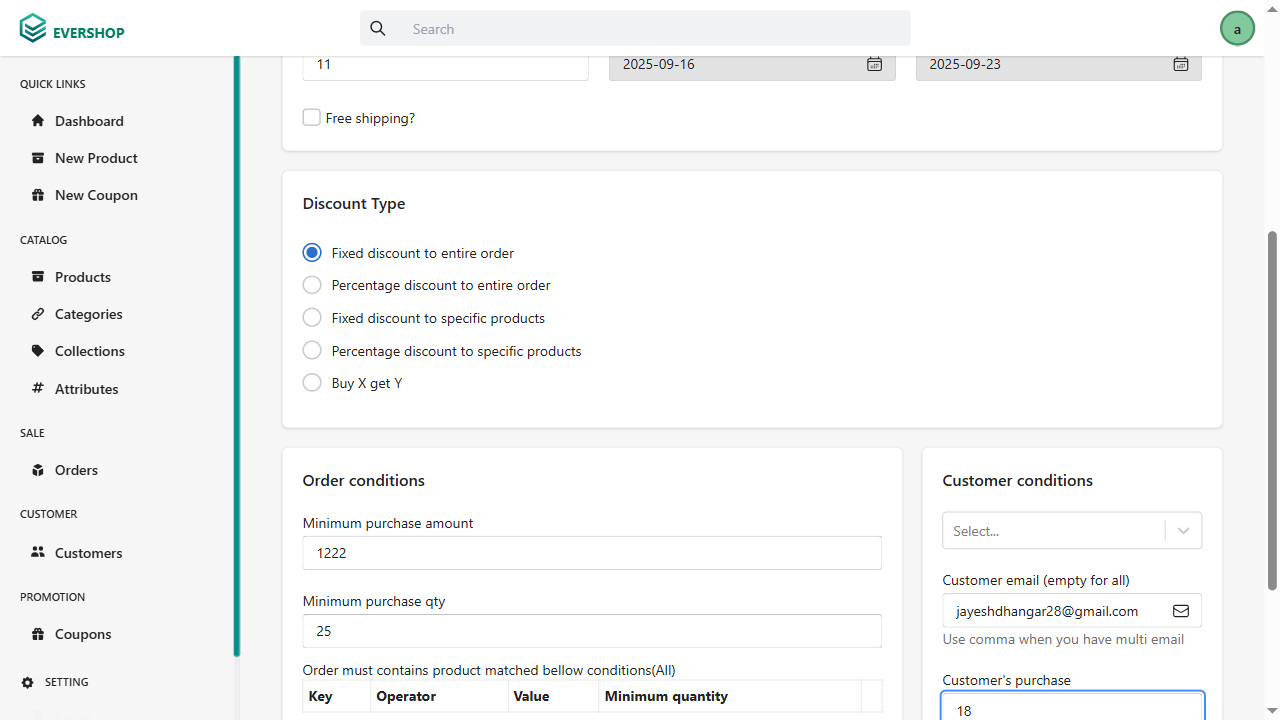 EVERSHOP
Search
a
QUICK LINKS
Dashboard
New Product
New Coupon
CATALOG
Products
Categories
Collections
Attributes
SALE
Orders
CUSTOMER
Customers
PROMOTION
Coupons
SETTING
11
2025-09-16
2025-09-23
Free shipping?
Discount Type
Fixed discount to entire order
Percentage discount to entire order
Fixed discount to specific products
Percentage discount to specific products
Buy X get Y
Order conditions
Minimum purchase amount
1222
Minimum purchase qty
25
Order must contains product matched bellow conditions(All)
Key Operator Value Minimum quantity
Customer conditions
Select...
Customer email (empty for all)
jayeshdhangar28@gmail.com
Use comma when you have multi email
Customer's purchase
18